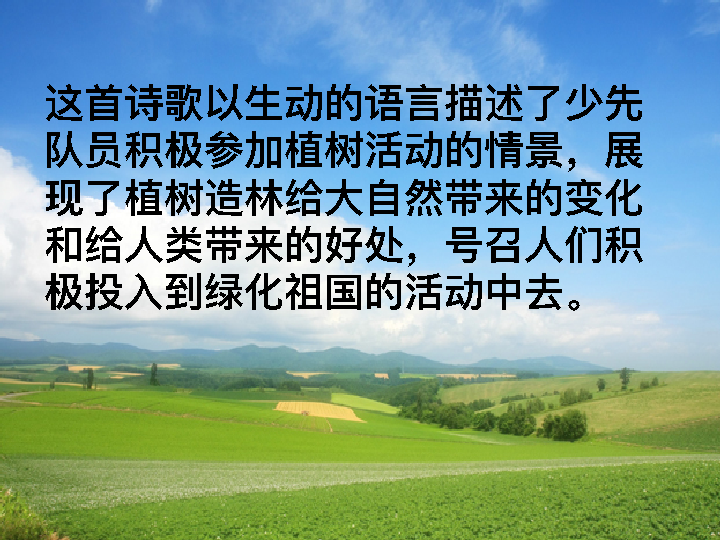 这首诗歌以生动的语言描述了少先
队员积极参加植树活动的情景，展
现了植树造林给大自然带来的变化
和给人类带来的好处，号召人们积
极投入到绿化祖国的活动中去。